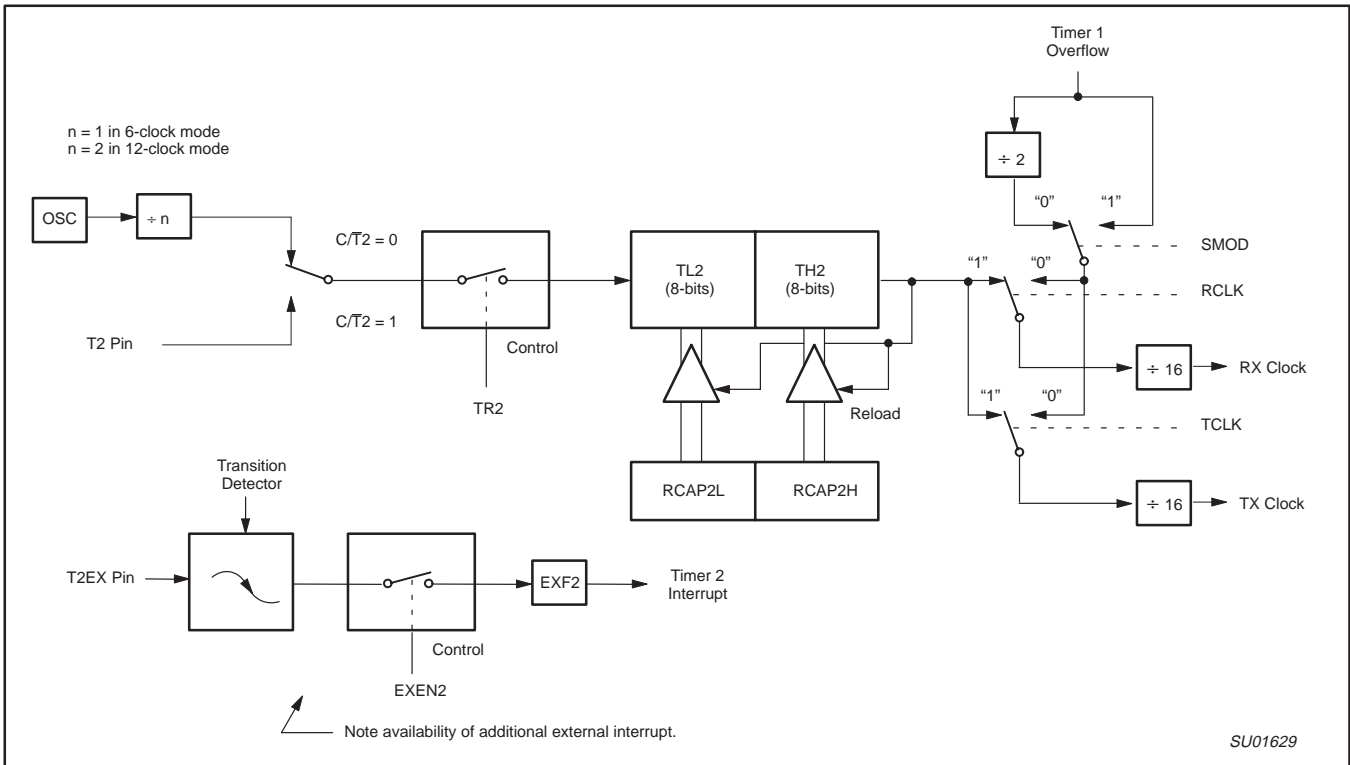 Timer 1
Overflow
n = 1 in 6-clock mode
n = 2 in 12-clock mode
÷ 2
OSC
÷ n
"0"
"1"
C/T̅2 = 0
SMOD
TL2
(8-bits)
TH2
(8-bits)
"1"
"0"
RCLK
C/T̅2 = 1
T2 Pin
Control
÷ 16
RX Clock
TR2
Reload
"1"
"0"
TCLK
Transition
Detector
RCAP2L
RCAP2H
÷ 16
TX Clock
T2EX Pin
EXF2
Timer 2
Interrupt
Control
EXEN2
Note availability of additional external interrupt.
SU01629